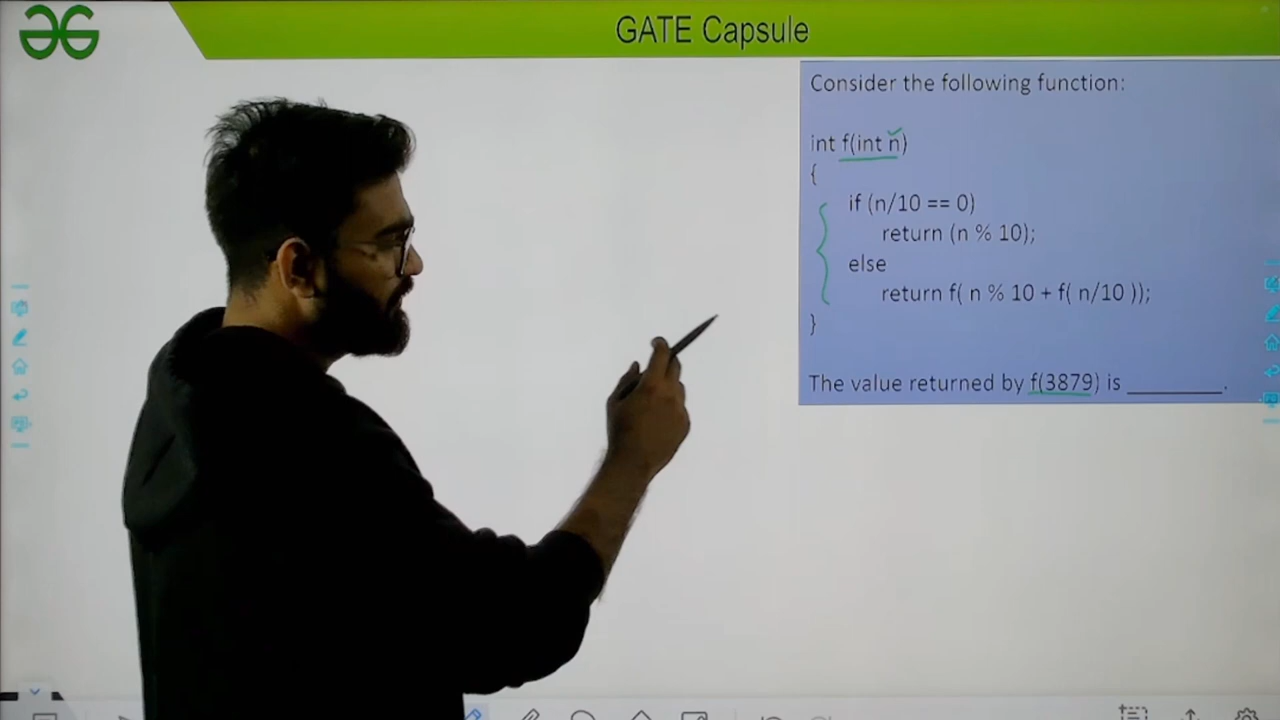 GATE Capsule
Consider the following function:
int f(int n)
{
if (n/10 == 0)
return (n % 10);
else
return f( n % 10 + f( n/10 ));
}
The value returned by f(3879) is ________.